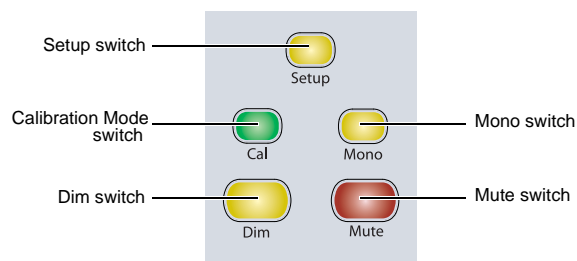 Setup switch
Setup
Calibration Mode
switch
Mono switch
Cal
Mono
Dim switch
Mute switch
Dim
Mute